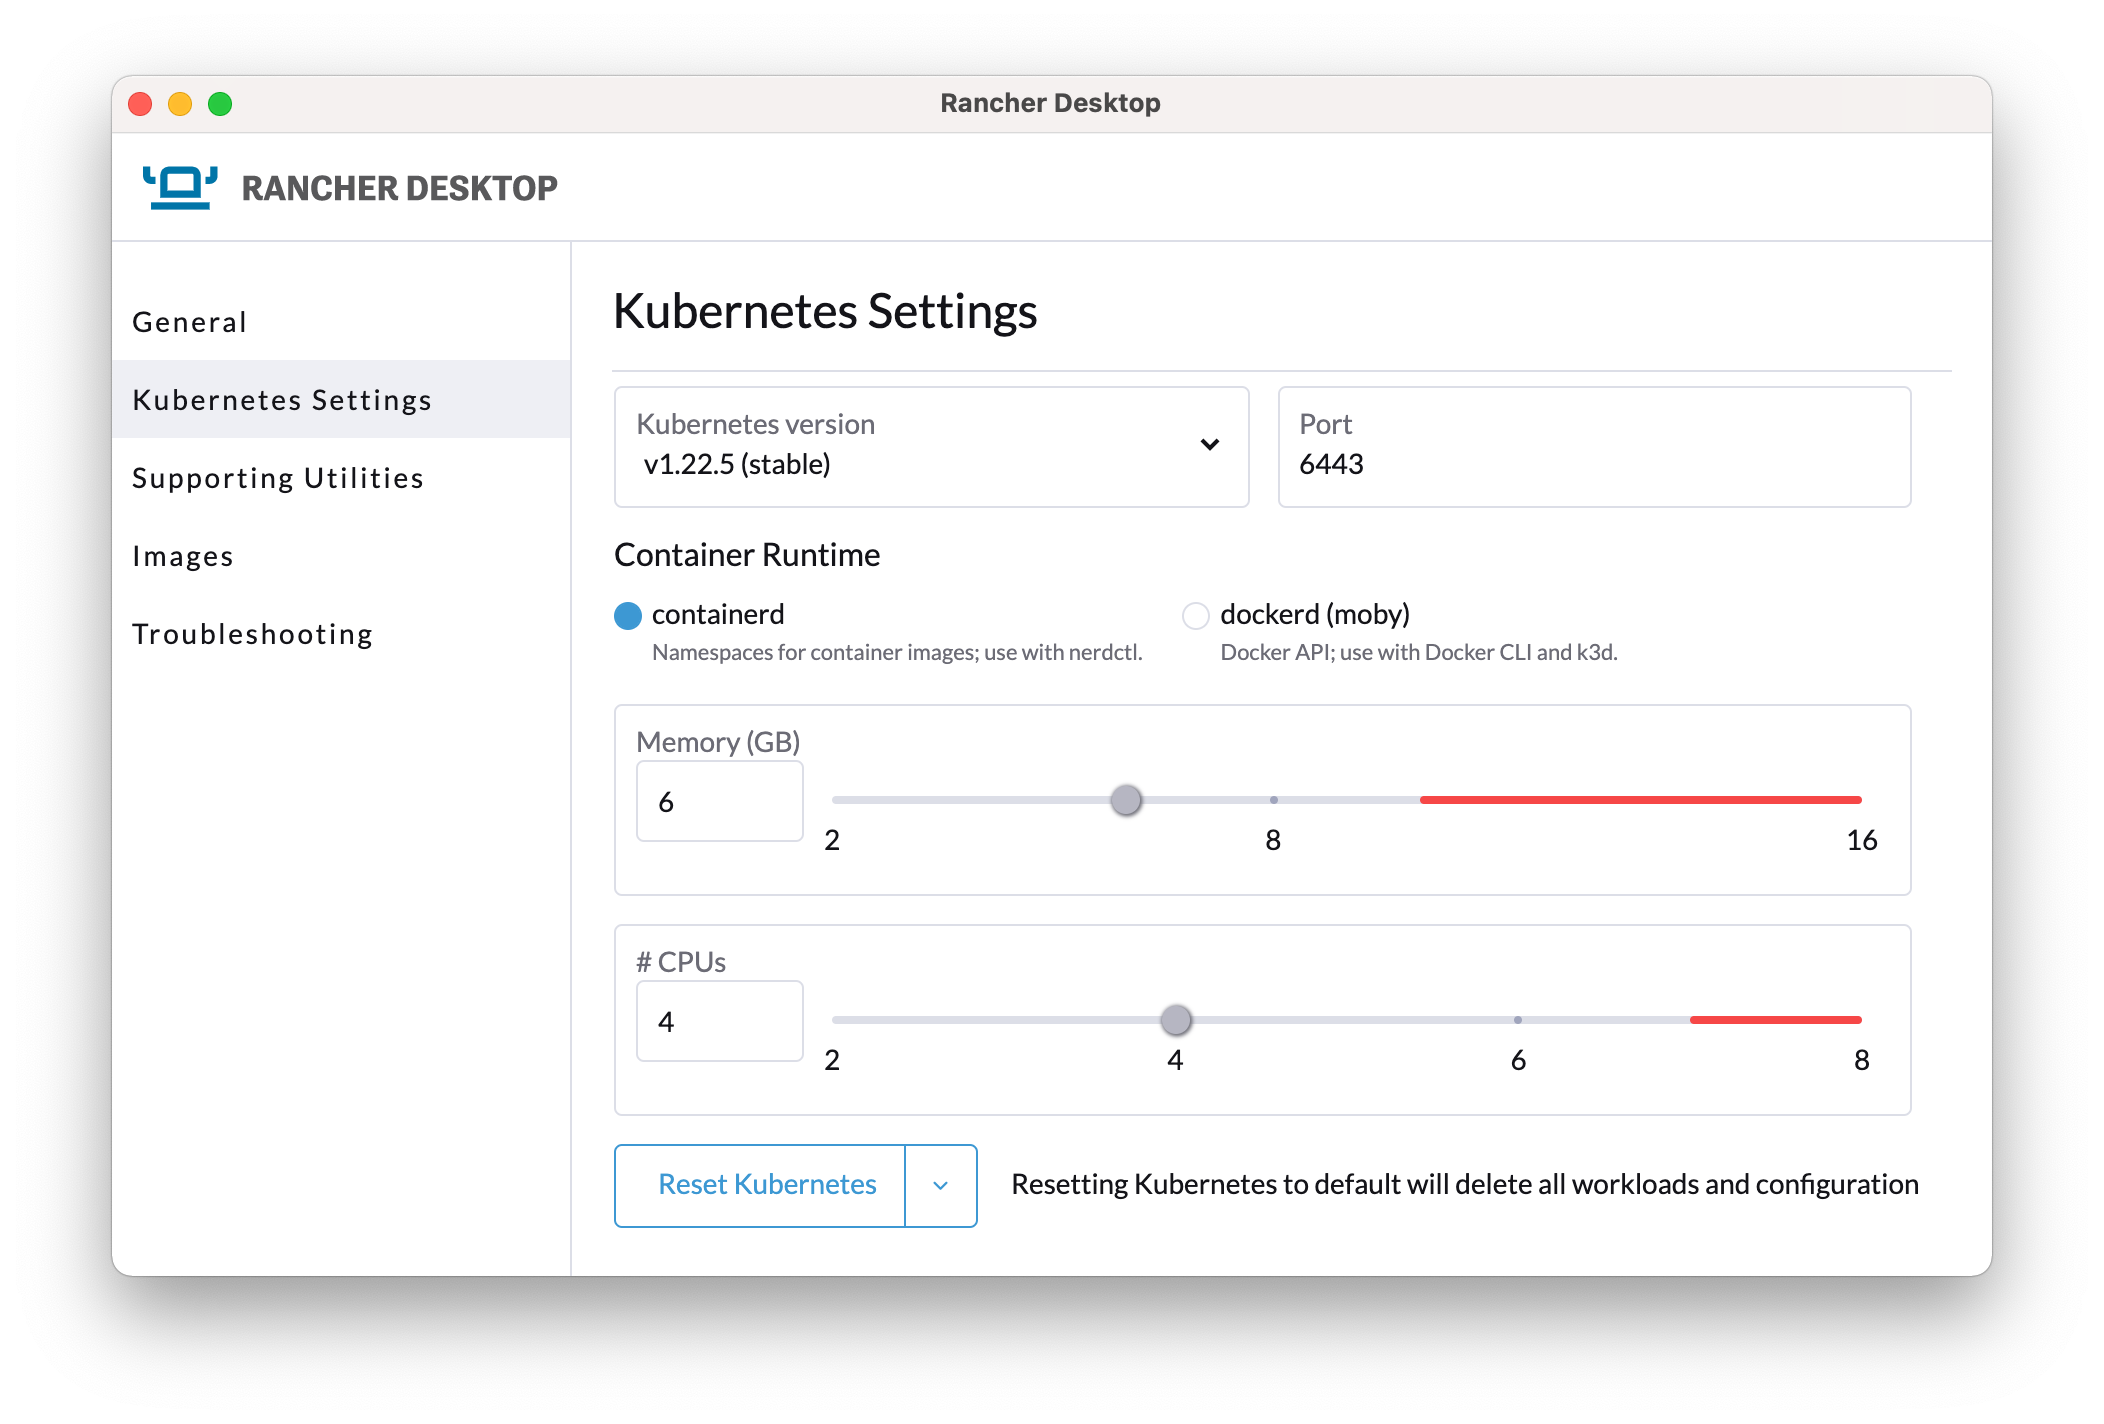 Rancher Desktop
RANCHER DESKTOP
General
Kubernetes Settings
Supporting Utilities
Images
Troubleshooting
Kubernetes Settings
Kubernetes version
v1.22.5 (stable)
Port
6443
Container Runtime
containerd
Namespaces for container images; use with nerdctl.
dockerd (moby)
Docker API; use with Docker CLI and k3d.
Memory (GB)
6
2 8 16
# CPUs
4
2 4 6 8
Reset Kubernetes
Resetting Kubernetes to default will delete all workloads and configuration